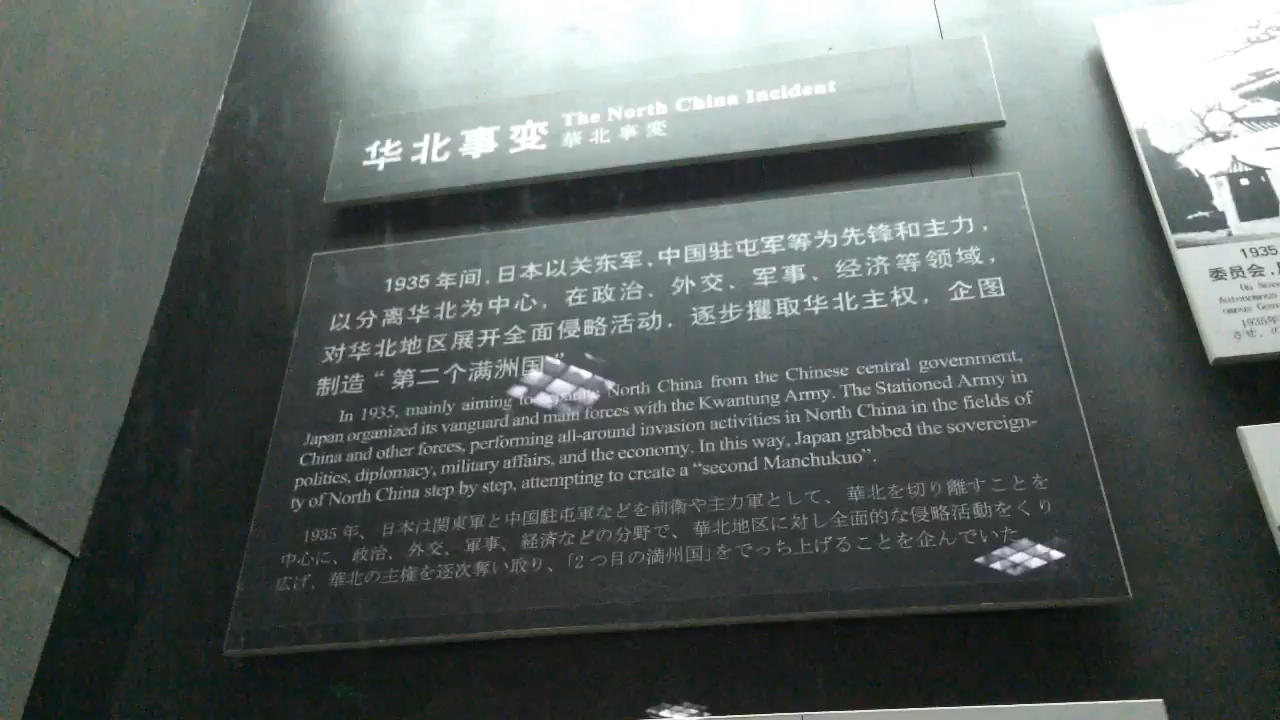 华北事变
The North China Incident
華北事変
1935年间,日本以关东军、中国驻屯军等为先锋和主力,
以分离华北为中心,在政治、外交、军事、经济等领域,
对华北地区展开全面侵略活动,逐步攫取华北主权,企图
制造“第二个满洲国”
In 1935, mainly aiming to North China from the Chinese central government,
Japan organized its vanguard and main forces with the Kwantung Army. The Stationed Army in
China and other forces, performing all-around invasion activities in North China in the fields of
politics, diplomacy, military affairs, and the economy. In this way, Japan grabbed the sovereign-
ty of North China step by step, attempting to create a “second Manchukuo”.
1935年、日本は関東軍と中国駐屯軍などを前衛や主力軍として、華北を切り離すことを
中心に、政治、外交、軍事、経済などの分野で、華北地区に対し全面的な侵略活動をくり
広げ、華北の主権を逐次奪い取り、「2つ目の満州国」をでっち上げることを企んでいた
1935
委员会,
1935年